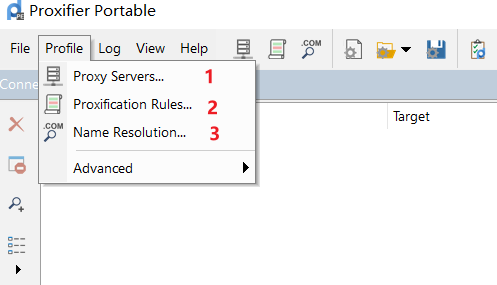 Proxifier Portable
File Profile Log View Help .COM
Proxy Servers... 1
Proxification Rules... 2
.COM Name Resolution... 3
Advanced
Conne
Target